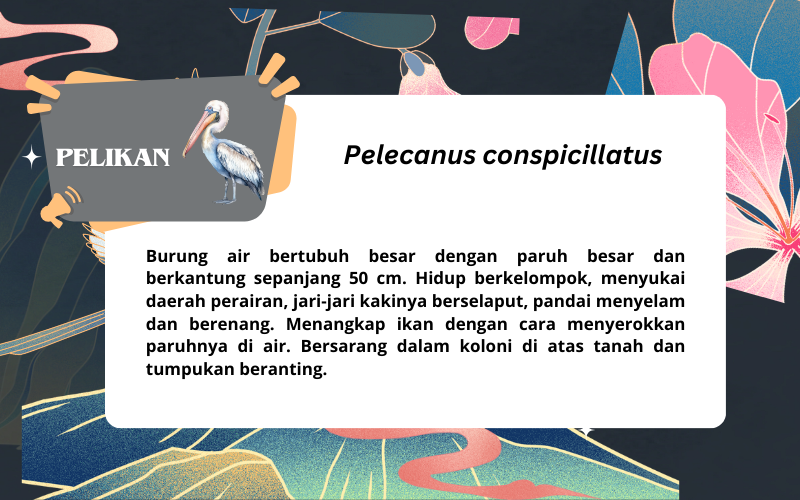 PELIKAN
Pelecanus conspicillatus
Burung air bertubuh besar dengan paruh besar dan
berkantung sepanjang 50 cm. Hidup berkelompok, menyukai
daerah perairan, jari-jari kakinya berselaput, pandai menyelam
dan berenang. Menangkap ikan dengan cara menyerokkan
paruhnya di air. Bersarang dalam koloni di atas tanah dan
tumpukan beranting.